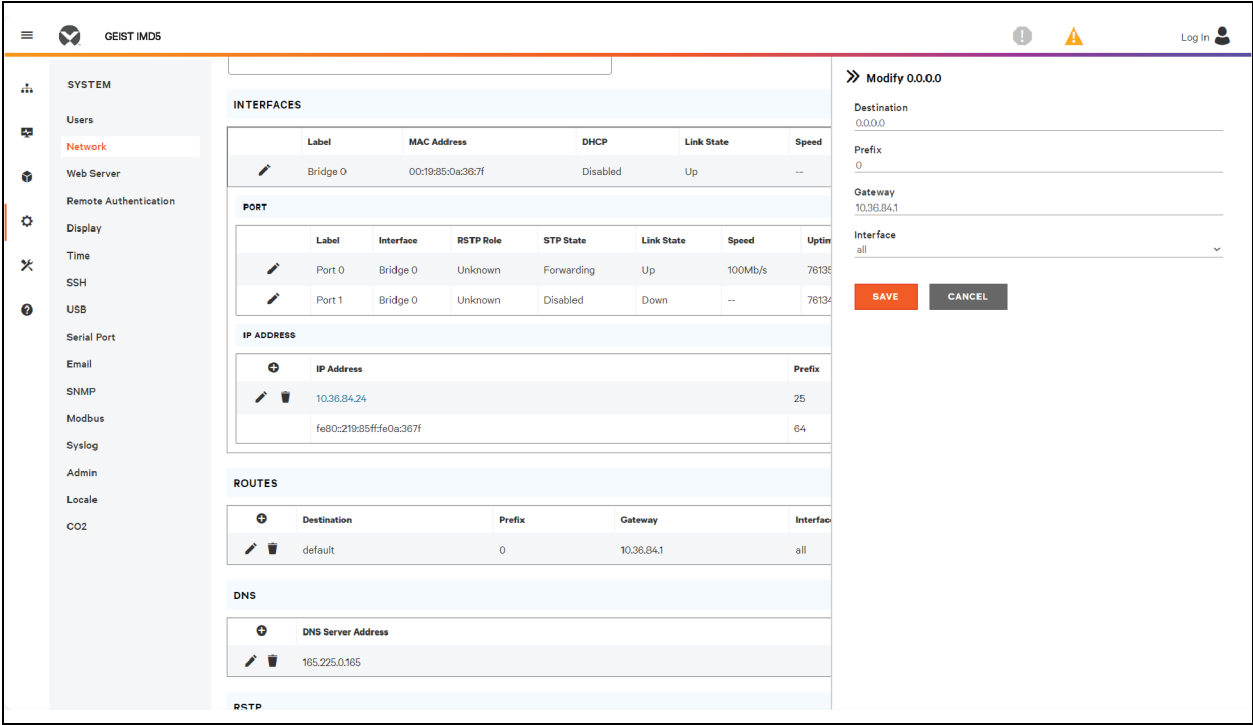 GEIST IMD5
Log In
SYSTEM
Users
Network
Web Server
Remote Authentication
Display
Time
SSH
USB
Serial Port
Email
SNMP
Modbus
Syslog
Admin
Locale
CO2
INTERFACES
Label MAC Address DHCP Link State Speed
Bridge 0 00:19:85:0a:36:7f Disabled Up --
PORT
Label Interface RSTP Role STP State Link State Speed
Port 0 Bridge 0 Unknown Forwarding Up 100Mb/s 76135
Port 1 Bridge 0 Unknown Disabled Down -- 76134
IP ADDRESS
IP Address Prefix
10.36.84.24 25
fe80::219:85ff:fe0a:367f 64
ROUTES
Destination Prefix Gateway
default 0 10.36.84.1 all
DNS
DNS Server Address
165.225.0.165
RSTP
Modify 0.0.0.0
Destination
0.0.0.0
Prefix
0
Gateway
10.36.84.1
Interface
all
SAVE CANCEL